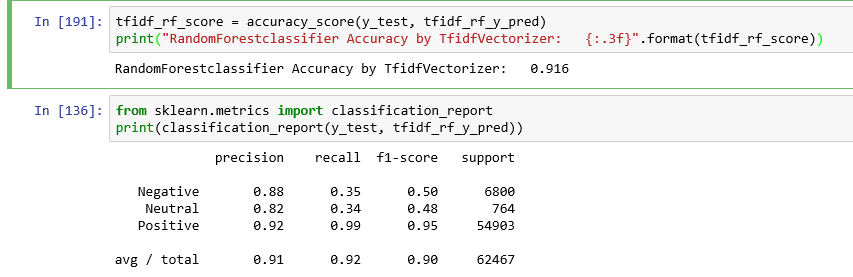 In [191]: tfidf_rf_score = accuracy_score(y_test, tfidf_rf_y_pred)
print("RandomForestclassifier Accuracy by TfidfVectorizer:   {:.3f}".format(tfidf_rf_score))
RandomForestclassifier Accuracy by TfidfVectorizer:   0.916
In [136]: from sklearn.metrics import classification_report
print(classification_report(y_test, tfidf_rf_y_pred))
precision    recall  f1-score   support
Negative       0.88      0.35      0.50      6800
Neutral       0.82      0.34      0.48       764
Positive       0.92      0.99      0.95     54903
avg / total       0.91      0.92      0.90     62467